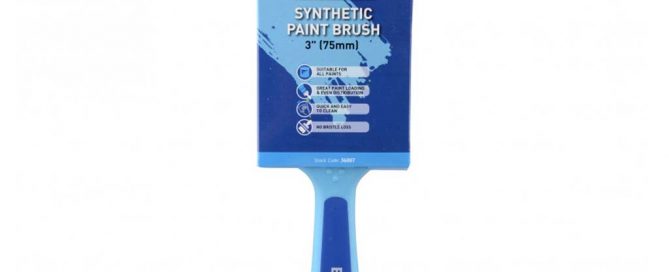 SYNTHETIC
PAINT BRUSH
3" (75mm)
SUITABLE FOR
ALL PAINTS
GREAT PAINT LOADING
& EVEN DISTRIBUTION
QUICK AND EASY
TO CLEAN
NO BRISTLE LOSS
Stock Code: 36807